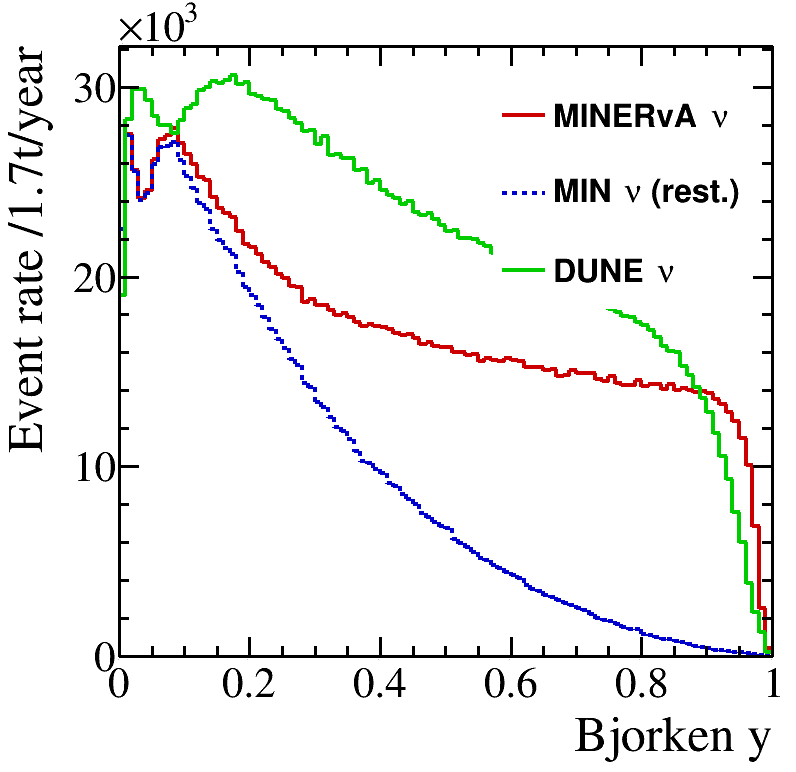 ×10³
Event rate /1.7t/year
30
20
10
0
MINERvA ν
MIN ν (rest.)
DUNE ν
0 0.2 0.4 0.6 0.8 1
Bjorken y